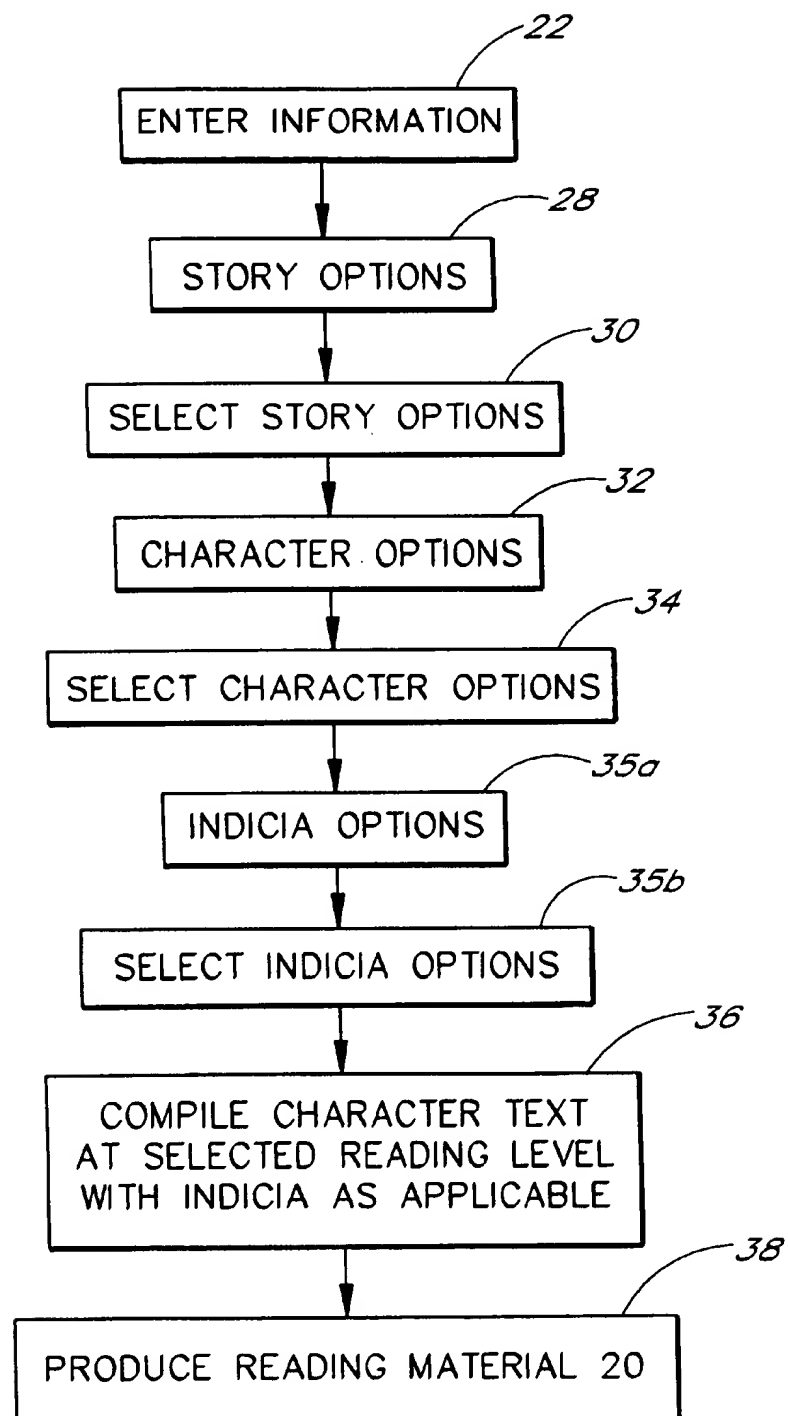 22
ENTER INFORMATION
28
STORY OPTIONS
30
SELECT STORY OPTIONS
32
CHARACTER OPTIONS
34
SELECT CHARACTER OPTIONS
35a
INDICIA OPTIONS
35b
SELECT INDICIA OPTIONS
36
COMPILE CHARACTER TEXT
AT SELECTED READING LEVEL
WITH INDICIA AS APPLICABLE
38
PRODUCE READING MATERIAL 20